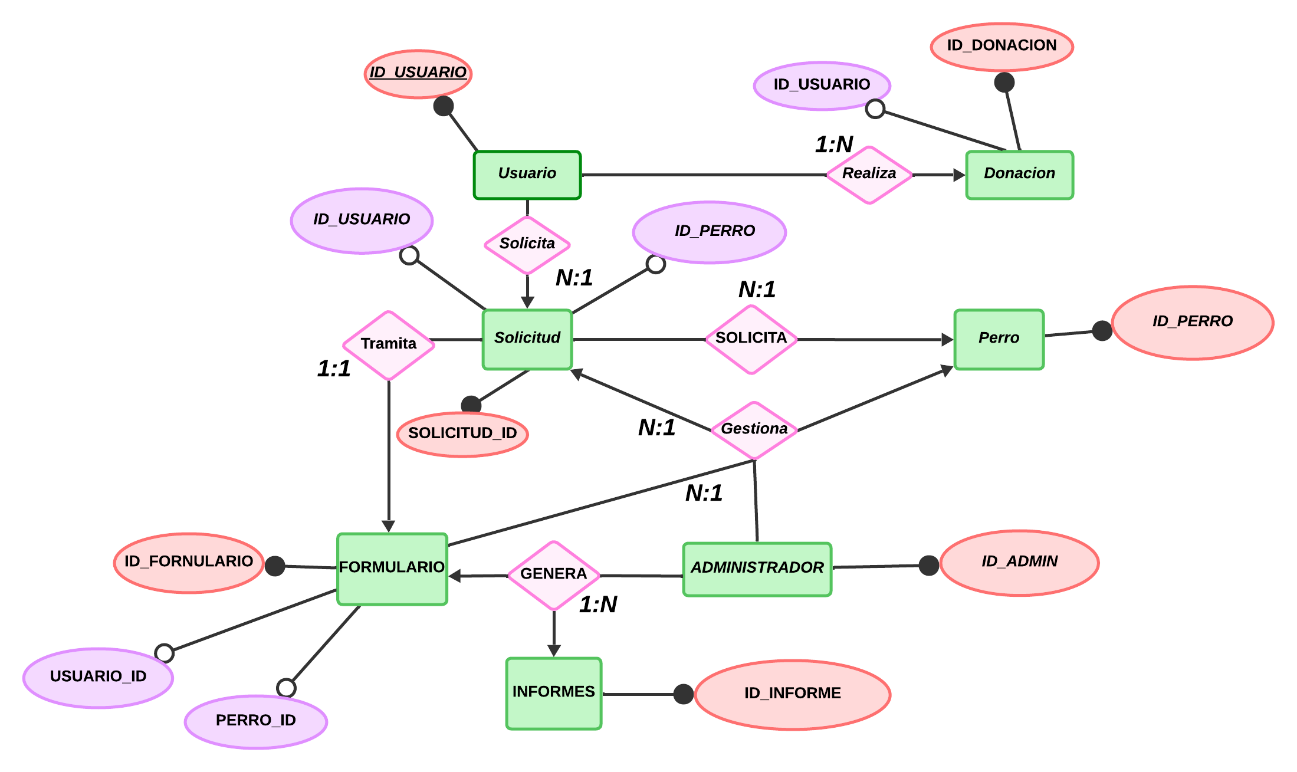 ID_DONACION
ID_USUARIO
ID_USUARIO
1:N
Usuario
Realiza
Donacion
ID_USUARIO
ID_PERRO
Solicita
N:1
N:1
Solicitud
SOLICITA
Perro
ID_PERRO
Tramita
1:1
SOLICITUD_ID
N:1
Gestiona
N:1
ID_FORNULARIO
FORMULARIO
GENERA
ADMINISTRADOR
ID_ADMIN
1:N
USUARIO_ID
PERRO_ID
INFORMES
ID_INFORME